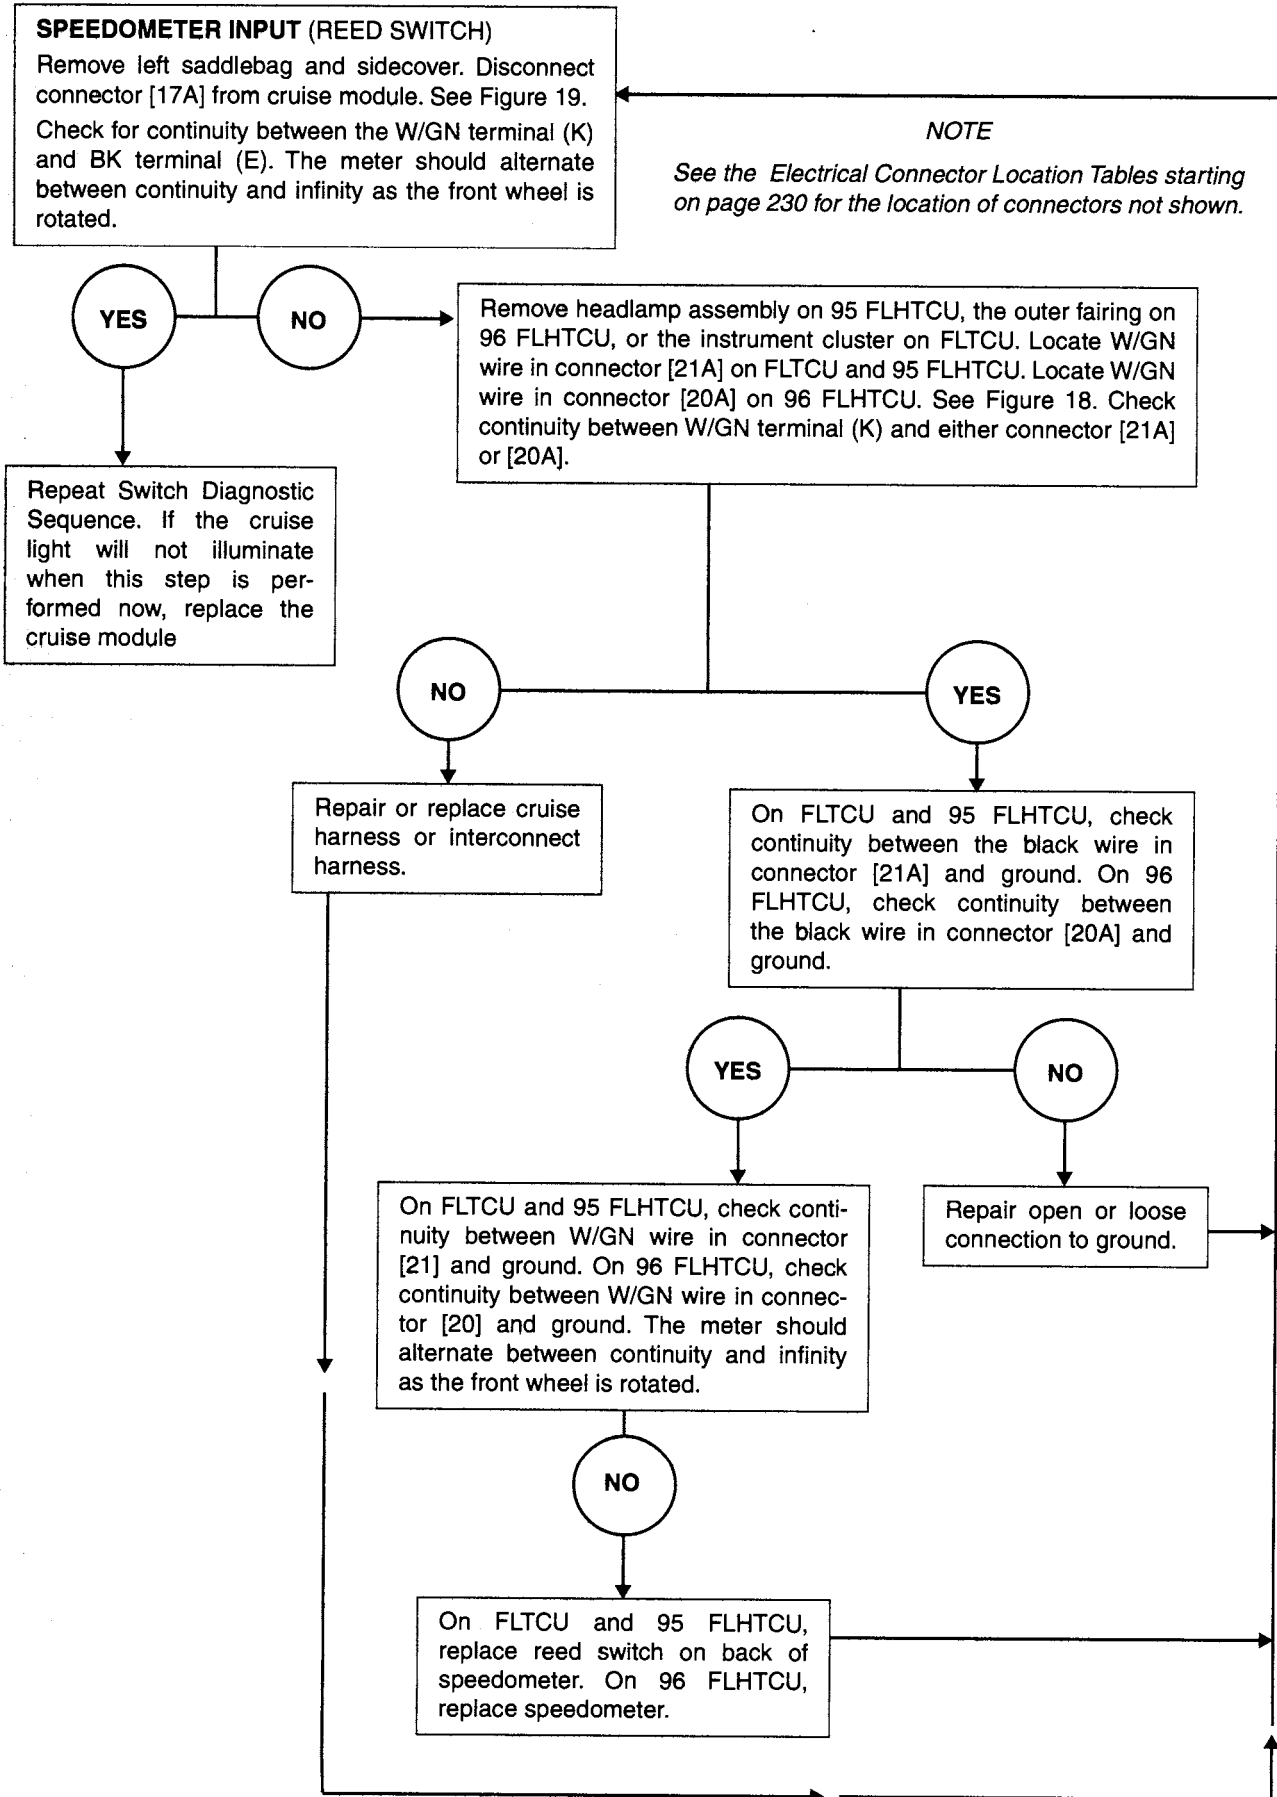 SPEEDOMETER INPUT (REED SWITCH)
Remove left saddlebag and sidecover. Disconnect
connector [17A] from cruise module. See Figure 19.
Check for continuity between the W/GN terminal (K)
and BK terminal (E). The meter should alternate
between continuity and infinity as the front wheel is
rotated.
NOTE
See the Electrical Connector Location Tables starting
on page 230 for the location of connectors not shown.
YES
NO
Remove headlamp assembly on 95 FLHTCU, the outer fairing on
96 FLHTCU, or the instrument cluster on FLTCU. Locate W/GN
wire in connector [21A] on FLTCU and 95 FLHTCU. Locate W/GN
wire in connector [20A] on 96 FLHTCU. See Figure 18. Check
continuity between W/GN terminal (K) and either connector [21A]
or [20A].
Repeat Switch Diagnostic
Sequence. If the cruise
light will not illuminate
when this step is per-
formed now, replace the
cruise module
NO
YES
Repair or replace cruise
harness or interconnect
harness.
On FLTCU and 95 FLHTCU, check
continuity between the black wire in
connector [21A] and ground. On 96
FLHTCU, check continuity between
the black wire in connector [20A] and
ground.
YES
NO
On FLTCU and 95 FLHTCU, check conti-
nuity between W/GN wire in connector
[21] and ground. On 96 FLHTCU, check
continuity between W/GN wire in connec-
tor [20] and ground. The meter should
alternate between continuity and infinity
as the front wheel is rotated.
Repair open or loose
connection to ground.
NO
On FLTCU and 95 FLHTCU,
replace reed switch on back of
speedometer. On 96 FLHTCU,
replace speedometer.